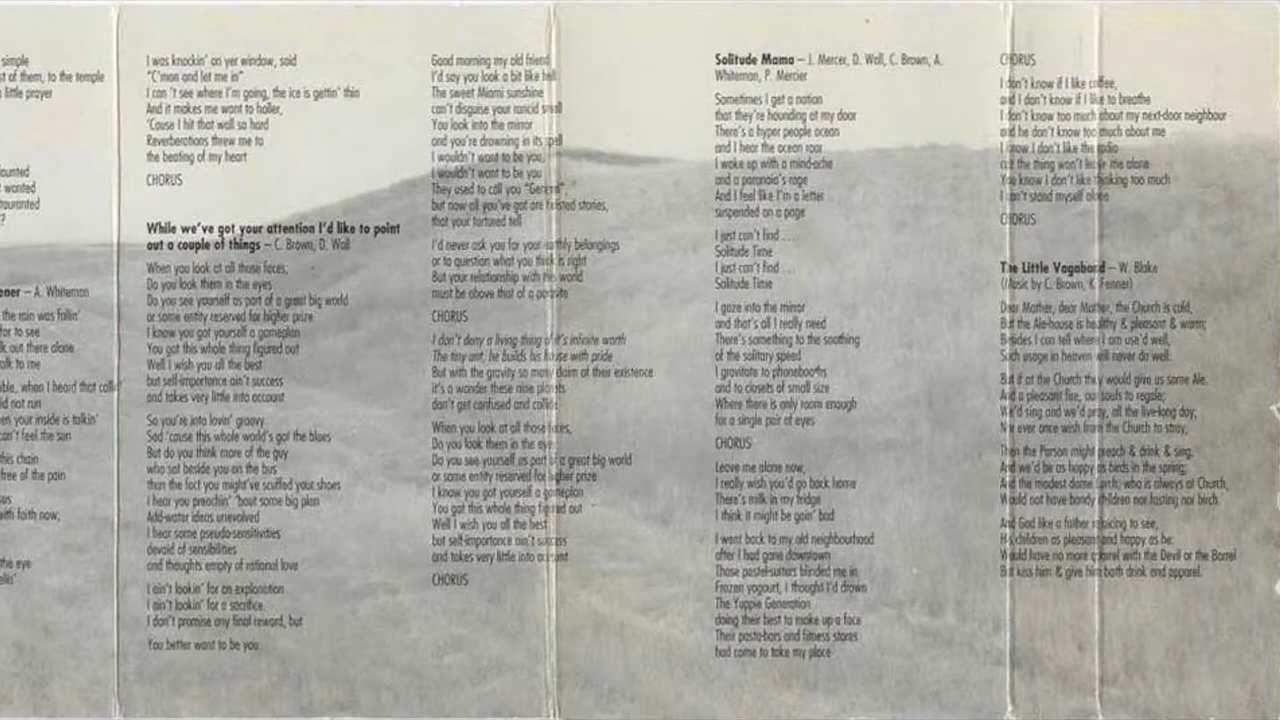 simple
st of them, to the temple
little prayer
aunted
t wanted
tauranted
?
ener – A. Whiteman
the rain was fallin'
for to see
lk out there alone
alk to me
ble, when I heard that call
id not run
en your inside is talkin'
can't feel the sun
this chain
free of the pain
with faith now,
the eye
ellin'
I was knockin' on yer window, said
"C'mon and let me in"
I can 't see where I'm going, the ice is gettin' thin
And it makes me want to holler,
'Cause I hit that wall so hard
Reverberations threw me to
the beating of my heart
CHORUS
While we've got your attention I'd like to point
out a couple of things – C. Brown, D. Wall
When you look at all those faces,
Do you look them in the eyes
Do you see yourself as part of a great big world
or some entity reserved for higher prize
I know you got yourself a gameplan
You got this whole thing figured out
Well I wish you all the best
but self-importance ain't success
and takes very little into account
So you're into lovin' groovy
Sad 'cause this whole world's got the blues
But do you think more of the guy
who sat beside you on the bus
than the fact you might've scuffed your shoes
I hear you preachin' 'bout some big plan
Add-water ideas unevolved
I hear some pseudo-sensitivities
devoid of sensibilities
and thoughts empty of rational love
I ain't lookin' for an explanation
I ain't lookin' for a sacrifice
I don't promise any final reward, but
You better want to be you
Good morning my old friend
I'd say you look a bit like hell
The sweet Miami sunshine
can't disguise your rancid smell
You look into the mirror
and you're drowning in its spell
I wouldn't want to be you,
I wouldn't want to be you
They used to call you "General",
but now all you've got are twisted stories,
that your tortured tell
I'd never ask you for your earthly belongings
or to question what you think is right
But your relationship with this world
must be above that of a parasite
CHORUS
I don't deny a living thing of it's infinite worth
The tiny ant, he builds his house with pride
But with the gravity so many claim of their existence
it's a wonder these nine planets
don't get confused and collide
When you look at all those faces,
Do you look them in the eyes
Do you see yourself as part of a great big world
or some entity reserved for higher prize
I know you got yourself a gameplan
You got this whole thing figured out
Well I wish you all the best
but self-importance ain't success
and takes very little into account
CHORUS
Solitude Mama – J. Mercer, D. Wall, C. Brown, A.
Whiteman, P. Mercier
Sometimes I get a notion
that they're hounding at my door
There's a hyper people ocean
and I hear the ocean roar
I woke up with a mind-ache
and a paranoia's rage
And I feel like I'm a letter
suspended on a page
I just can't find ....
Solitude Time
I just can't find ...
Solitude Time
I gaze into the mirror
and that's all I really need
There's something to the soothing
of the solitary speed
I gravitate to phonebooths
and to closets of small size
Where there is only room enough
for a single pair of eyes
CHORUS
Leave me alone now,
I really wish you'd go back home
There's milk in my fridge
I think it might be goin' bad
I went back to my old neighbourhood
after I had gone downtown
Those pastel-suiters blinded me in
Frozen yogourt, I thought I'd drown
The Yuppie Generation
doing their best to make up a face
Their pasta-bars and fitness stores
had come to take my place
CHORUS
I don't know if I like coffee,
and I don't know if I like to breathe
I don't know too much about my next-door neighbour
and he don't know too much about me
I know I don't like the radio
and the thing won't leave me alone
You know I don't like thinking too much
I can't stand myself alone
CHORUS
The Little Vagabond – W. Blake
(Music by C. Brown, K. Fenner)
Dear Mother, dear Mother, the Church is cold,
But the Ale-house is healthy & pleasant & warm;
Besides I can tell where I am use'd well,
Such usage in heaven will never do well.
But if at the Church they would give us some Ale.
And a pleasant fire, our souls to regale;
We'd sing and we'd pray, all the live-long day;
Nor ever once wish from the Church to stray,
Then the Parson might preach & drink & sing.
And we'd be as happy as birds in the spring;
And the modest dame Lurch, who is always at Church,
Would not have bandy children nor fasting nor birch.
And God like a father rejoicing to see,
His children as pleasant and happy as he:
Would have no more quarrel with the Devil or the Barrel
But kiss him & give him both drink and apparel.